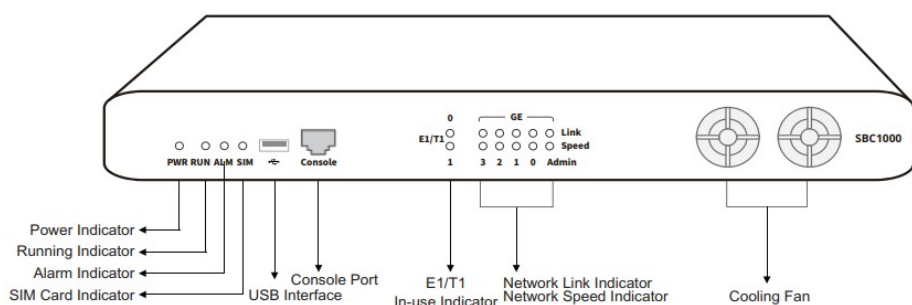 0
GE
E1/T1
Link
Speed
SBC1000
PWR RUN ALM SIM
Console
1
3 2 1 0 Admin
Power Indicator
Running Indicator
Alarm Indicator
SIM Card Indicator
USB Interface
Console Port
E1/T1
In-use Indicator
Network Link Indicator
Network Speed Indicator
Cooling Fan